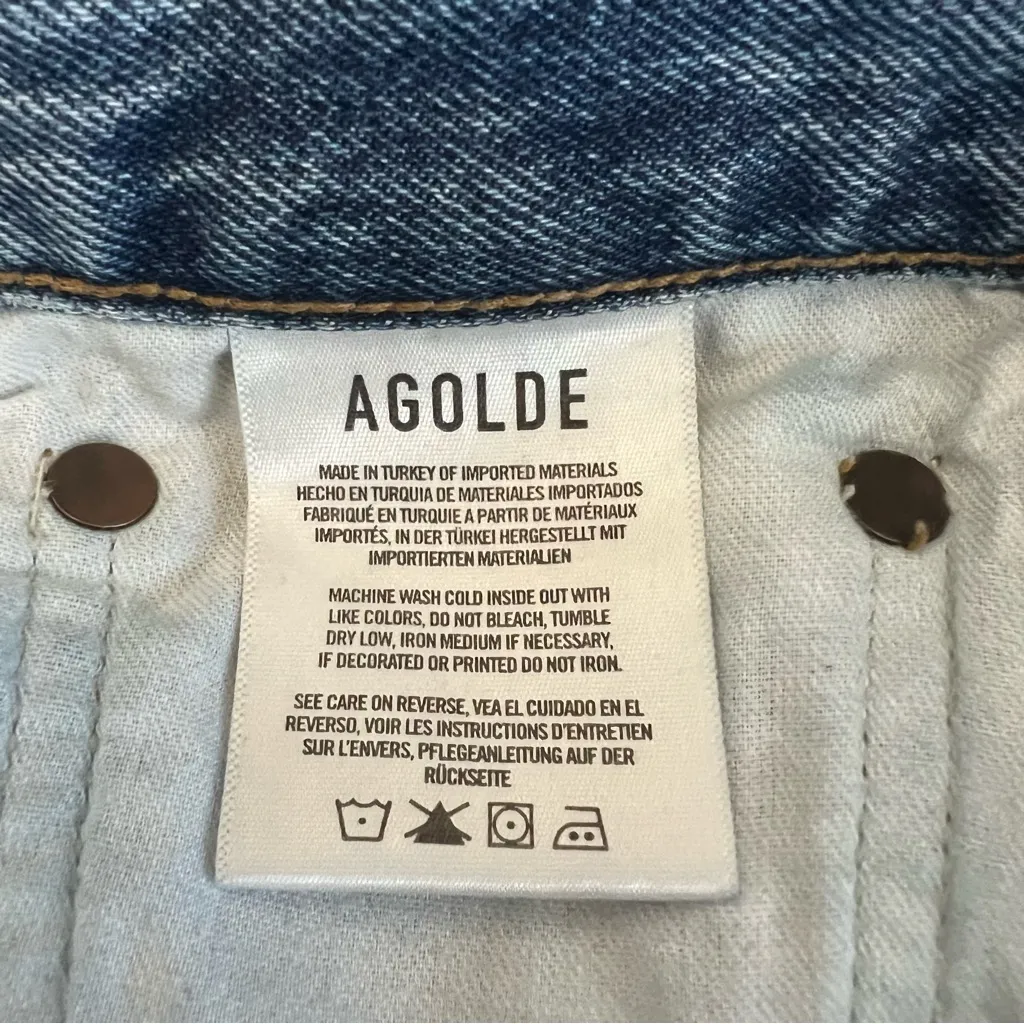 AGOLDE
MADE IN TURKEY OF IMPORTED MATERIALS
HECHO EN TURQUIA DE MATERIALES IMPORTADOS
FABRIQUÉ EN TURQUIE A PARTIR DE MATÉRIAUX
IMPORTÉS, IN DER TÜRKEI HERGESTELLT MIT
IMPORTIERTEN MATERIALIEN
MACHINE WASH COLD INSIDE OUT WITH
LIKE COLORS, DO NOT BLEACH, TUMBLE
DRY LOW, IRON MEDIUM IF NECESSARY,
IF DECORATED OR PRINTED DO NOT IRON.
SEE CARE ON REVERSE, VEA EL CUIDADO EN EL
REVERSO, VOIR LES INSTRUCTIONS D'ENTRETIEN
SUR L'ENVERS, PFLEGEANLEITUNG AUF DER
RÜCKSEITE